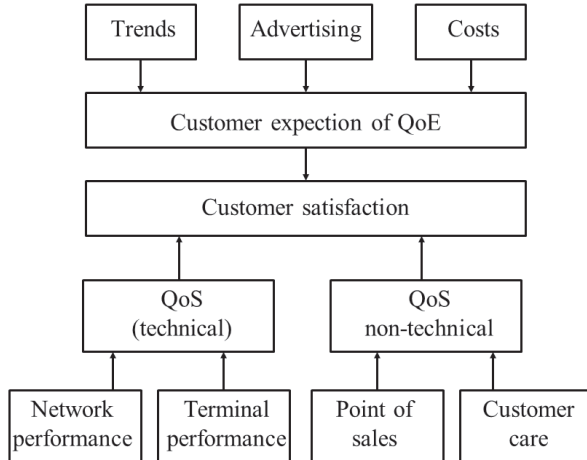 Trends
Advertising
Costs
Customer expection of QoE
Customer satisfaction
QoS
(technical)
QoS
non-technical
Network
performance
Terminal
performance
Point of
sales
Customer
care